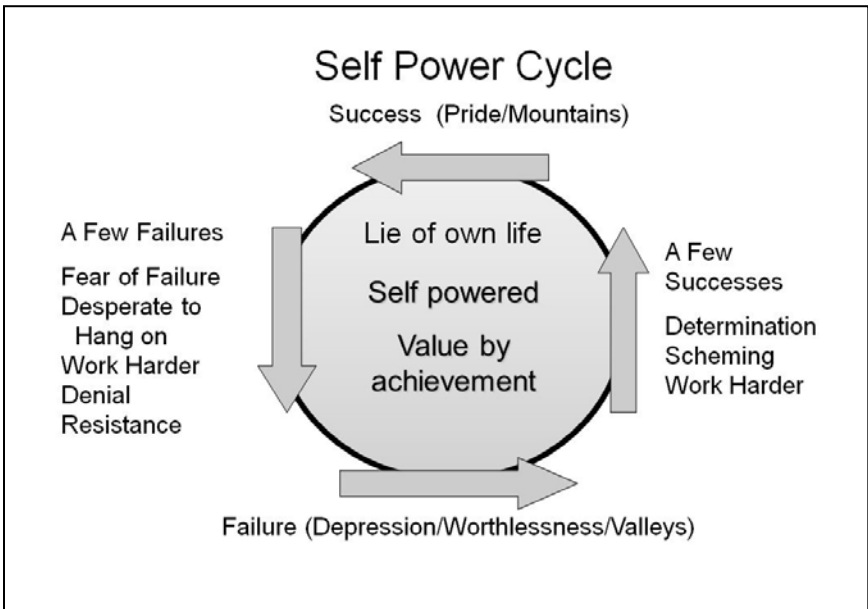 Self Power Cycle
Success (Pride/Mountains)
A Few Failures
Fear of Failure
Desperate to
Hang on
Work Harder
Denial
Resistance
Lie of own life
Self powered
Value by
achievement
A Few
Successes
Determination
Scheming
Work Harder
Failure (Depression/Worthlessness/Valleys)